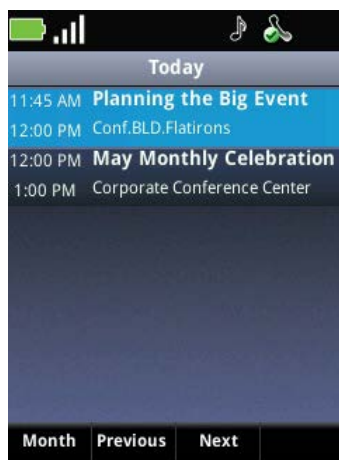 Today
11:45 AM Planning the Big Event
12:00 PM Conf.BLD.Flatirons
12:00 PM May Monthly Celebration
1:00 PM Corporate Conference Center
Month Previous Next